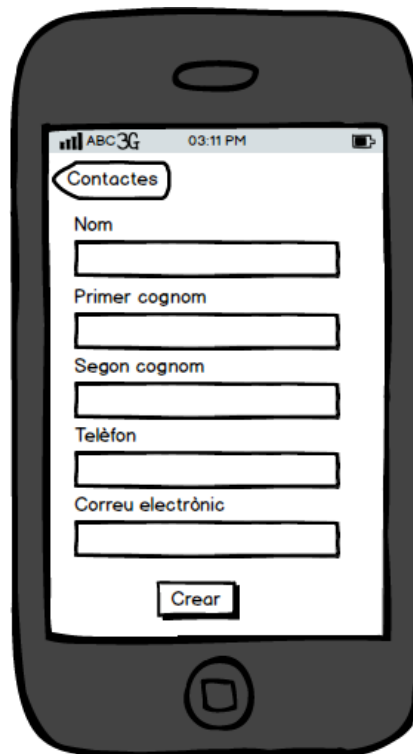 ABC 3G 03:11 PM
Contactes
Nom
Primer cognom
Segon cognom
Telèfon
Correu electrònic
Crear